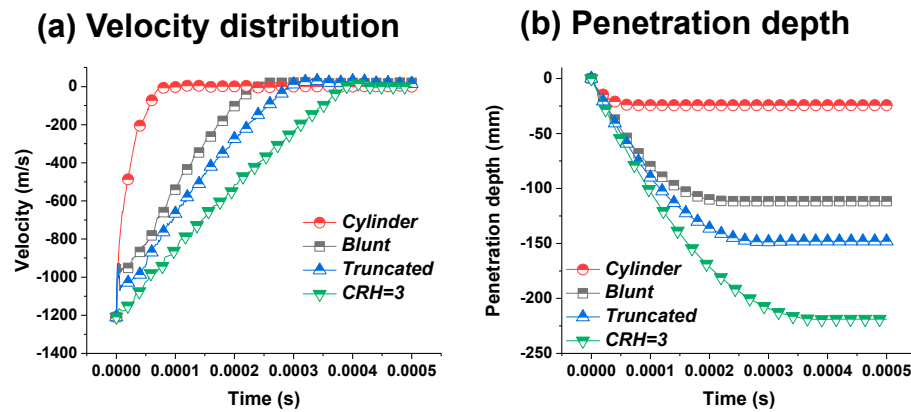 (a) Velocity distribution
(b) Penetration depth
0
-200
-400
-600
-800
-1000
-1200
-1400
Velocity (m/s)
Cylinder
Blunt
Truncated
CRH=3
0.0000 0.0001 0.0002 0.0003 0.0004 0.0005
Time (s)
0
-50
-100
-150
-200
-250
Penetration depth (mm)
Cylinder
Blunt
Truncated
CRH=3
0.0000 0.0001 0.0002 0.0003 0.0004 0.0005
Time (s)